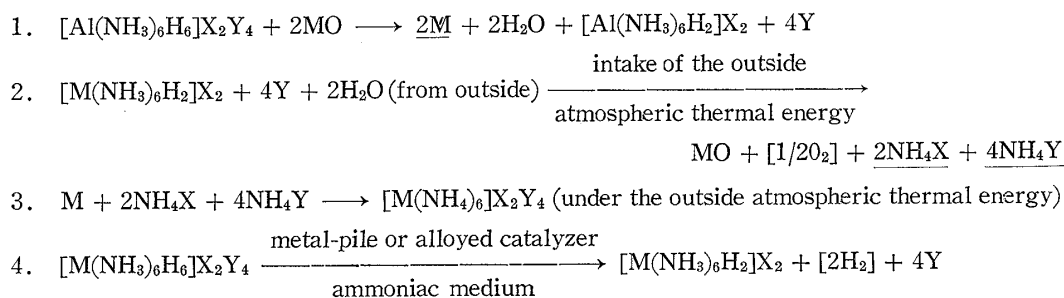 1. [Al(NH₃)₆H₆]X₂Y₄ + 2MO ⟶ 2M + 2H₂O + [Al(NH₃)₆H₂]X₂ + 4Y
intake of the outside
2. [M(NH₃)₆H₂]X₂ + 4Y + 2H₂O (from outside) ⟶
atmospheric thermal energy
MO + [1/20₂] + 2NH₄X + 4NH₄Y
3. M + 2NH₄X + 4NH₄Y ⟶ [M(NH₄)₆]X₂Y₄ (under the outside atmospheric thermal energy)
metal-pile or alloyed catalyzer
4. [M(NH₃)₆H₆]X₂Y₄ ⟶ [M(NH₃)₆H₂]X₂ + [2H₂] + 4Y
ammoniac medium